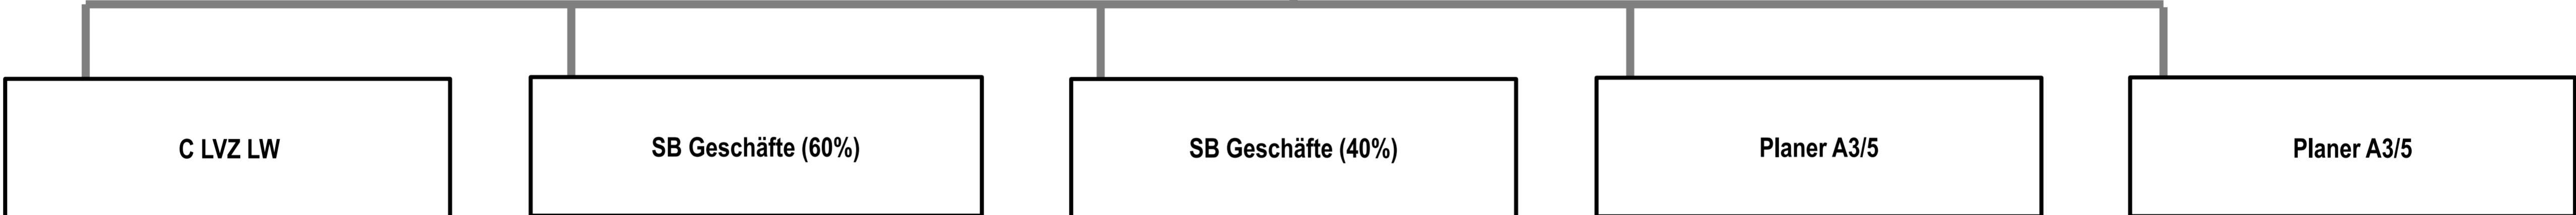 C LVZ LW
SB Geschäfte (60%)
SB Geschäfte (40%)
Planer A3/5
Planer A3/5